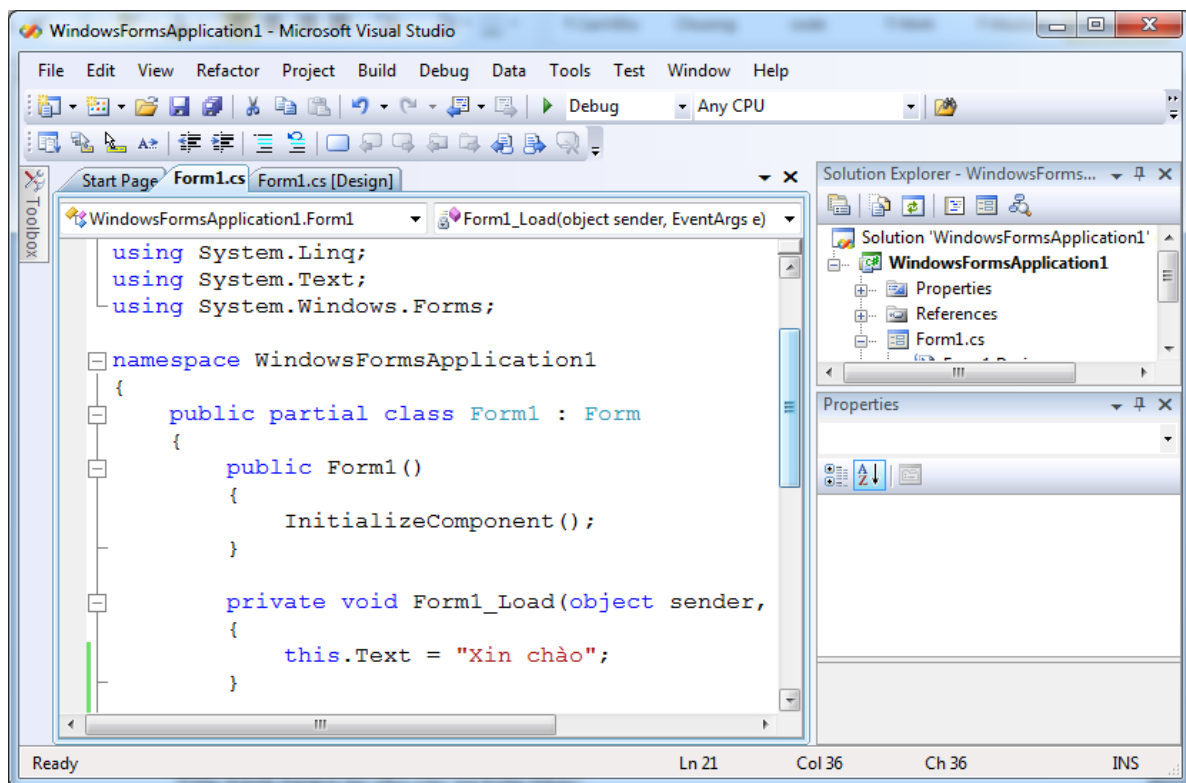 WindowsFormsApplication1 - Microsoft Visual Studio
File Edit View Refactor Project Build Debug Data Tools Test Window Help
Debug Any CPU
Toolbox
Start Page Form1.cs Form1.cs [Design]
WindowsFormsApplication1.Form1 Form1_Load(object sender, EventArgs e)
using System.Linq;
using System.Text;
using System.Windows.Forms;
namespace WindowsFormsApplication1
{
public partial class Form1 : Form
{
public Form1()
{
InitializeComponent();
}
private void Form1_Load(object sender,
{
this.Text = "Xin chào";
}
Solution Explorer - WindowsForms...
Solution 'WindowsFormsApplication1'
WindowsFormsApplication1
Properties
References
Form1.cs
Properties
Ready Ln 21 Col 36 Ch 36 INS